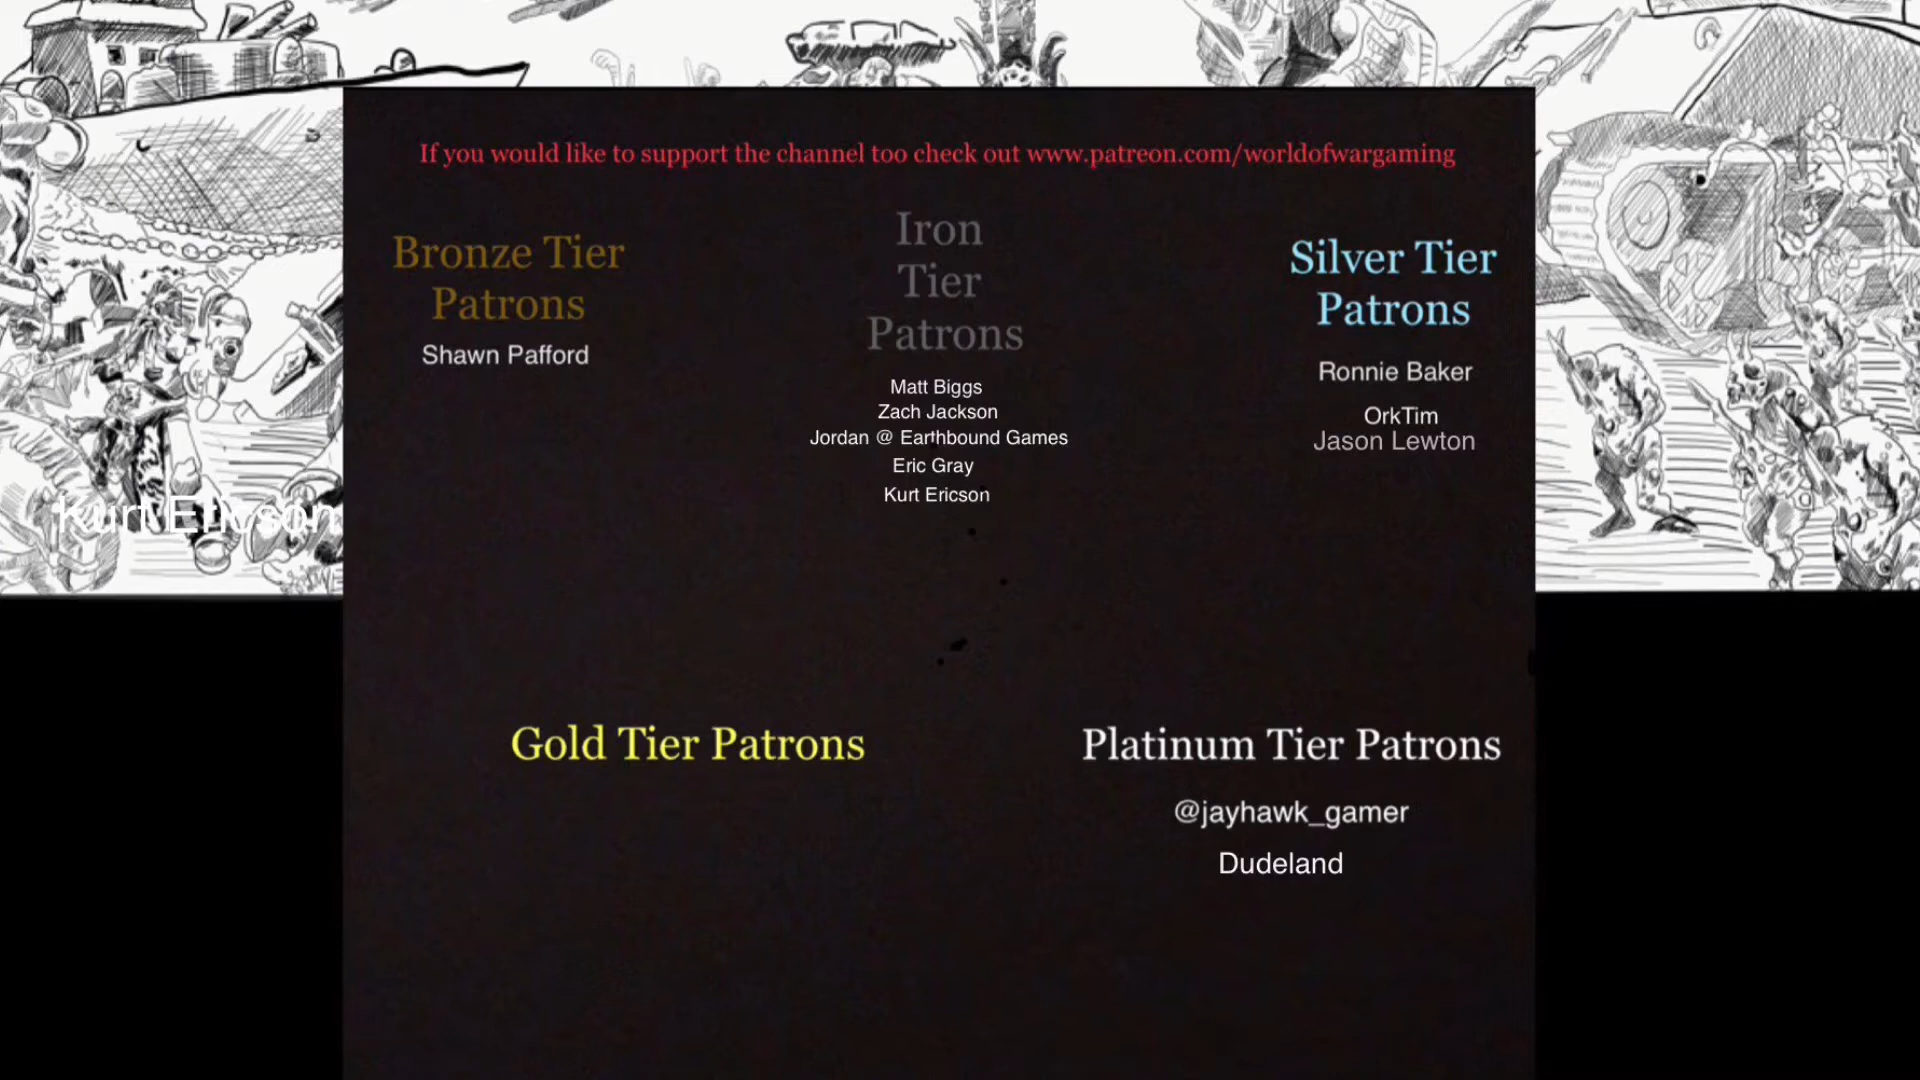 If you would like to support the channel too check out www.patreon.com/worldofwargaming
Bronze Tier
Patrons
Shawn Pafford
Iron
Tier
Patrons
Matt Biggs
Zach Jackson
Jordan @ Earthbound Games
Eric Gray
Kurt Ericson
Silver Tier
Patrons
Ronnie Baker
OrkTim
Jason Lewton
Kurt Ericson
Gold Tier Patrons
Platinum Tier Patrons
@jayhawk_gamer
Dudeland